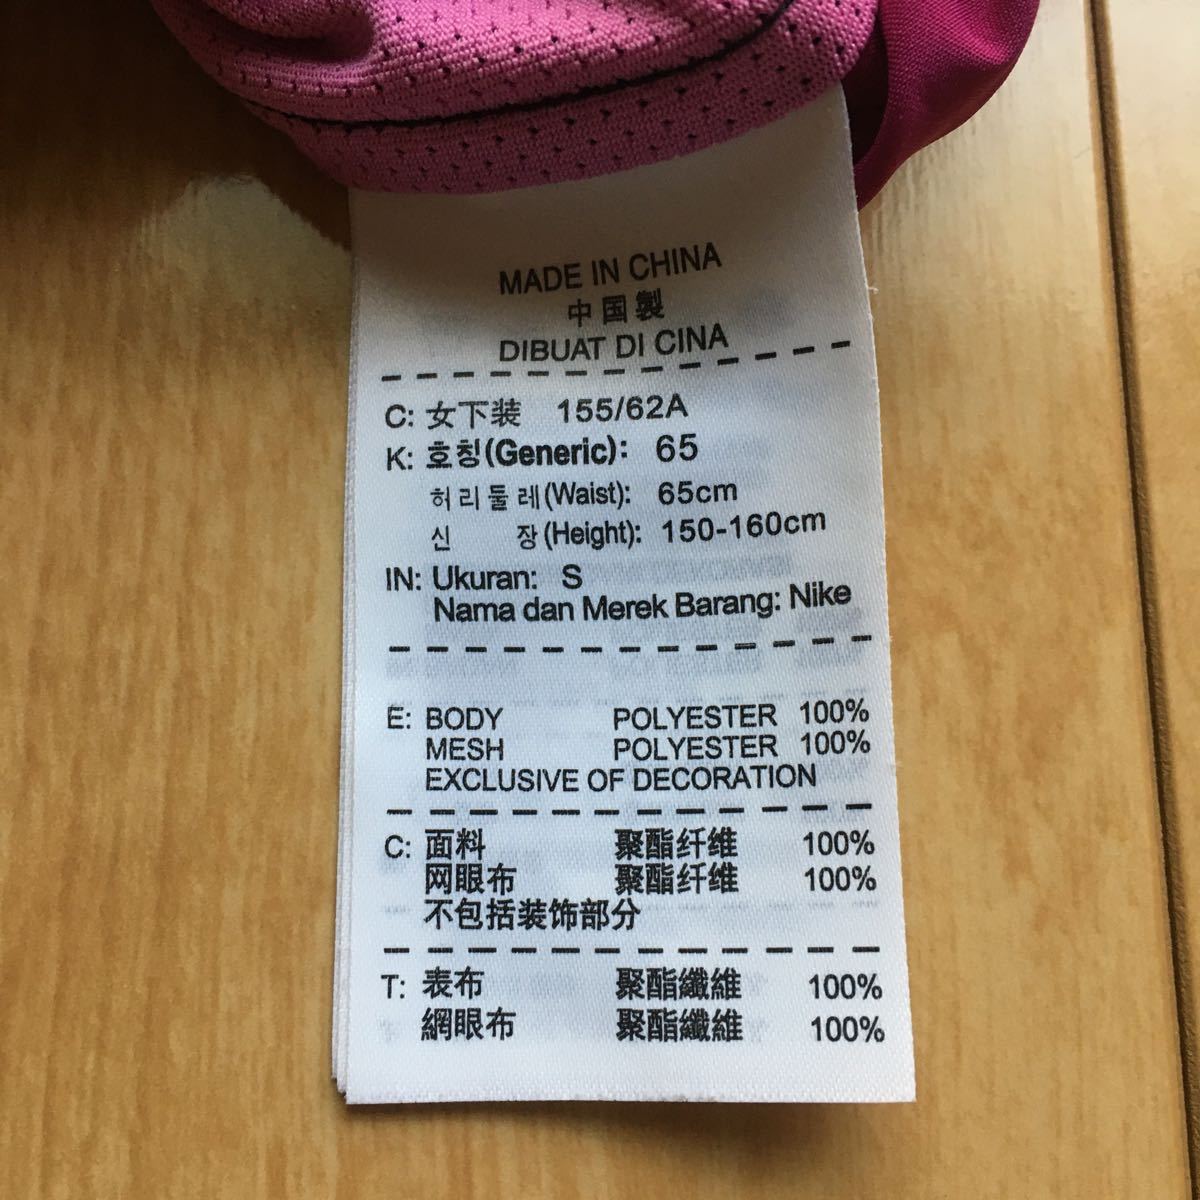 MADE IN CHINA
中国製
DIBUAT DI CINA
C: 女下装 155/62A
K: 호칭(Generic): 65
허리둘레(Waist): 65cm
신 장(Height): 150-160cm
IN: Ukuran: S
Nama dan Merek Barang: Nike
E: BODY POLYESTER 100%
MESH POLYESTER 100%
EXCLUSIVE OF DECORATION
C: 面料 聚酯纤维 100%
网眼布 聚酯纤维 100%
不包括装饰部分
T: 表布 聚酯纖維 100%
網眼布 聚酯纖維 100%